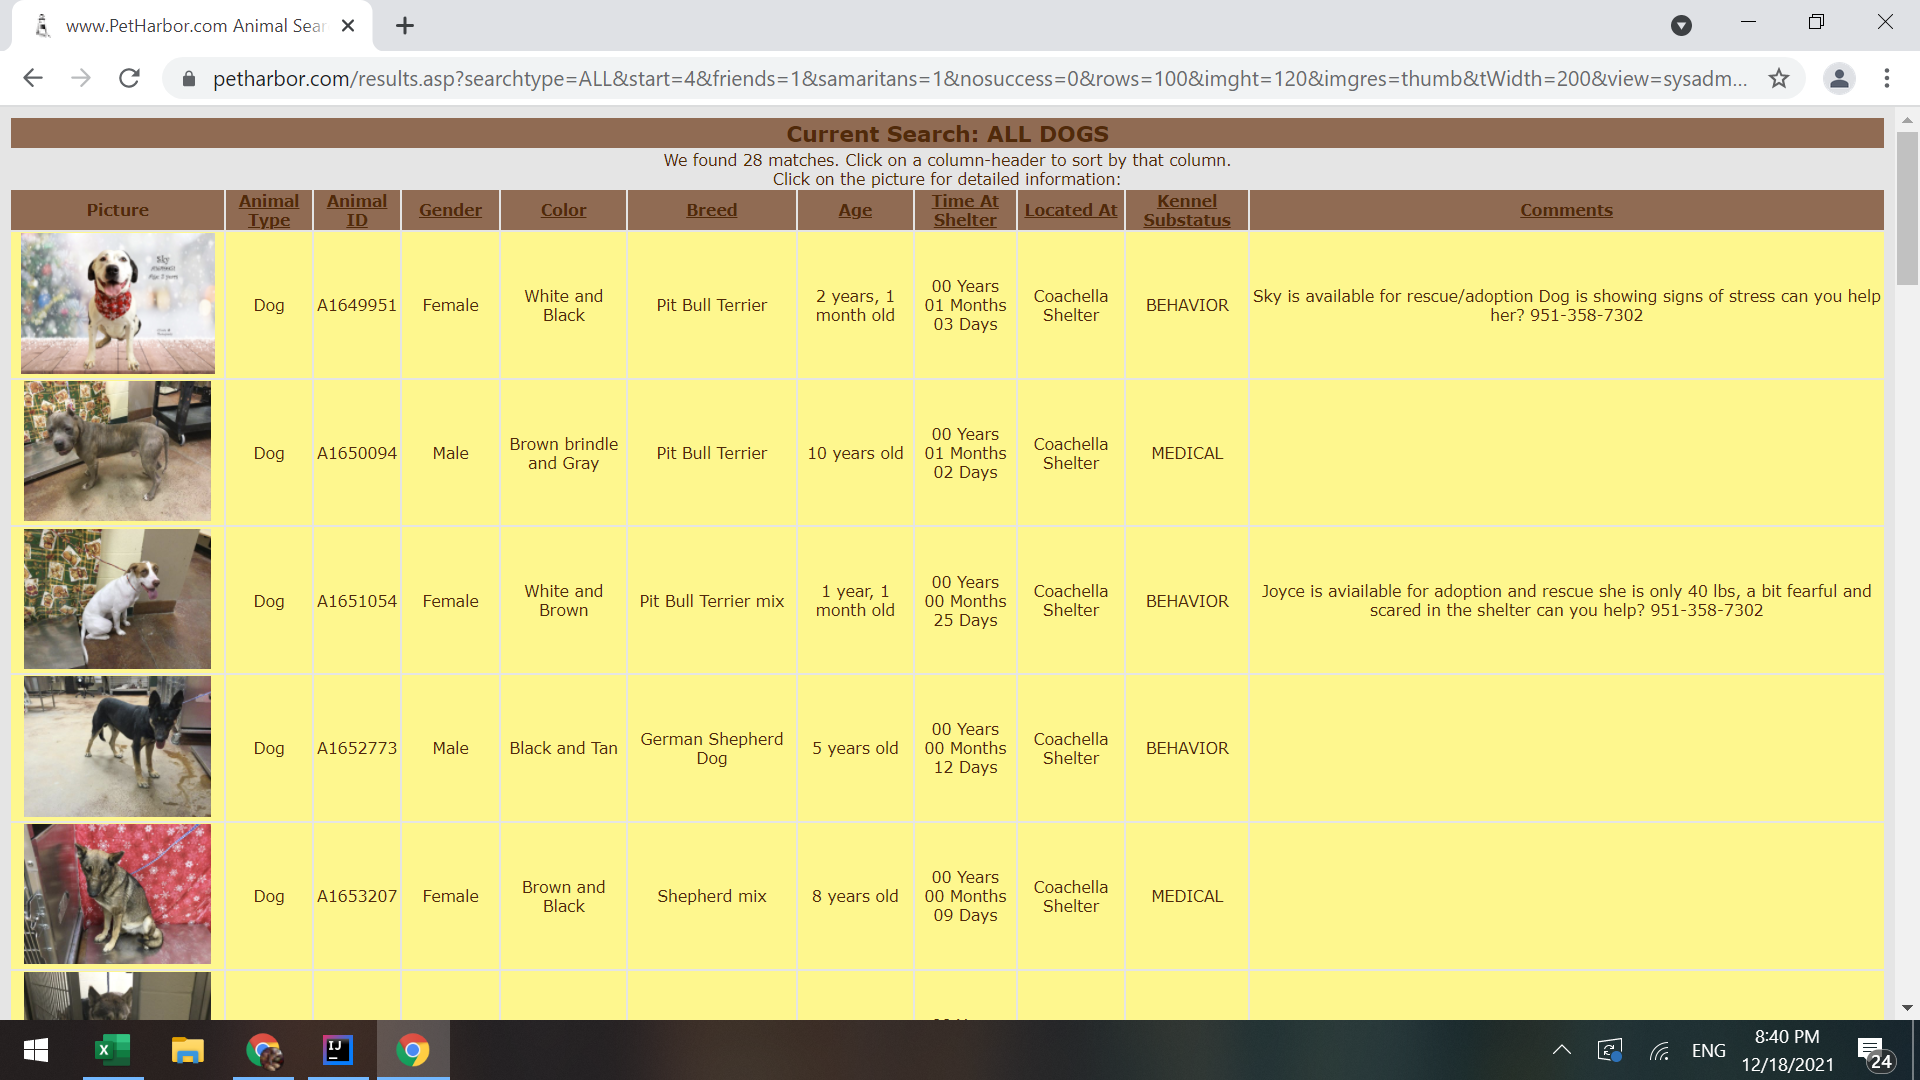 www.PetHarbor.com Animal Sear
petharbor.com/results.asp?searchtype=ALL&start=4&friends=1&samaritans=1&nosuccess=0&rows=100&imght=120&imgres=thumb&tWidth=200&view=sysadm...
Current Search: ALL DOGS
We found 28 matches. Click on a column-header to sort by that column.
Click on the picture for detailed information:
Picture
Animal
Type
Animal
ID
Gender
Color
Breed
Age
Time At
Shelter
Located At
Kennel
Substatus
Comments
Sky
Dog
A1649951
Female
White and
Black
Pit Bull Terrier
2 years, 1
month old
00 Years
01 Months
03 Days
Coachella
Shelter
BEHAVIOR
Sky is available for rescue/adoption Dog is showing signs of stress can you help
her? 951-358-7302
Dog
A1650094
Male
Brown brindle
and Gray
Pit Bull Terrier
10 years old
00 Years
01 Months
02 Days
Coachella
Shelter
MEDICAL
Dog
A1651054
Female
White and
Brown
Pit Bull Terrier mix
1 year, 1
month old
00 Years
00 Months
25 Days
Coachella
Shelter
BEHAVIOR
Joyce is avialable for adoption and rescue she is only 40 lbs, a bit fearful and
scared in the shelter can you help? 951-358-7302
Dog
A1652773
Male
Black and Tan
German Shepherd
Dog
5 years old
00 Years
00 Months
12 Days
Coachella
Shelter
BEHAVIOR
Dog
A1653207
Female
Brown and
Black
Shepherd mix
8 years old
00 Years
00 Months
09 Days
Coachella
Shelter
MEDICAL
IJ
ENG
8:40 PM
12/18/2021
24